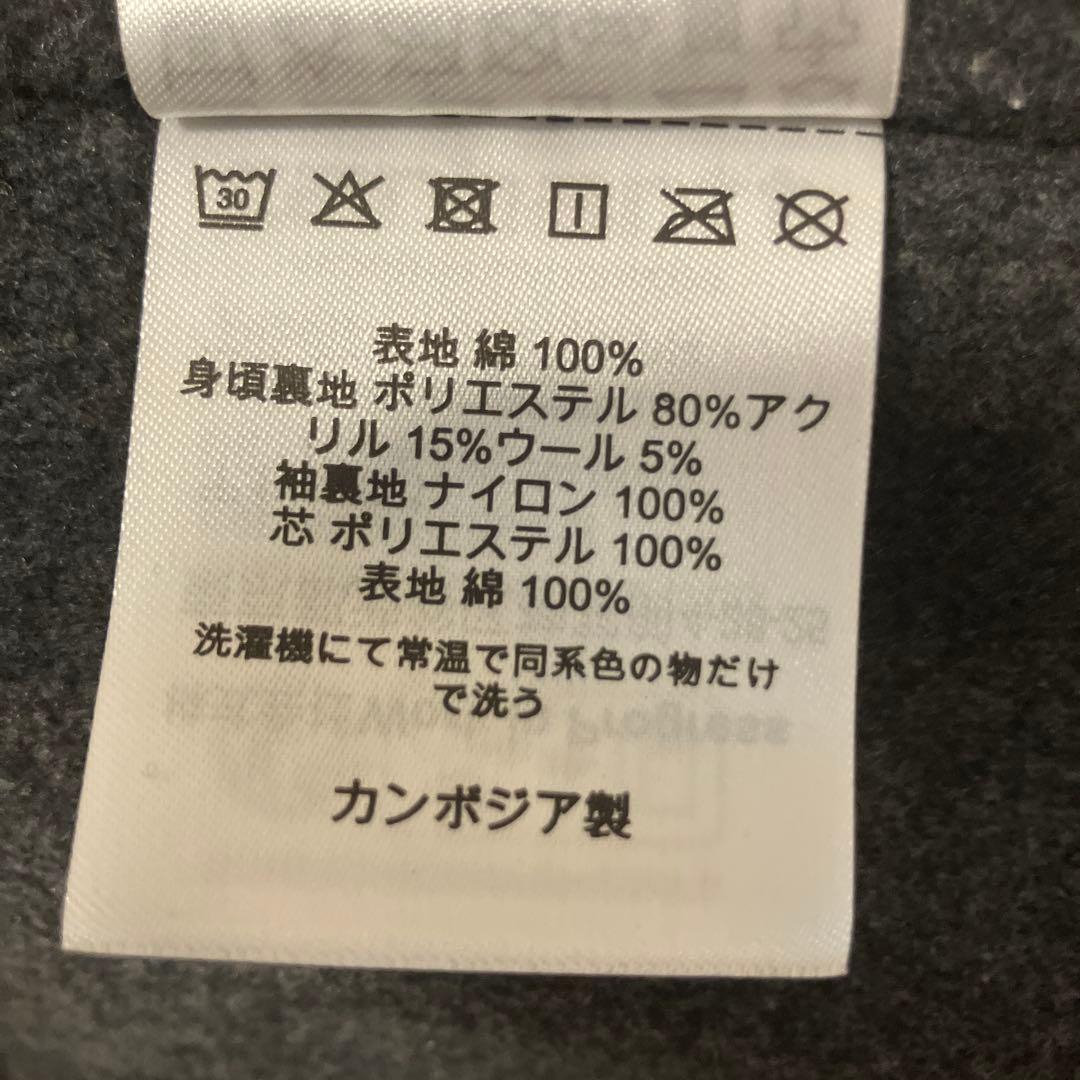 30
表地 綿 100%
身頃裏地 ポリエステル 80%アク
リル 15%ウール 5%
袖裏地 ナイロン 100%
芯 ポリエステル 100%
表地 綿 100%
洗濯機にて常温で同系色の物だけ
で洗う
カンボジア製